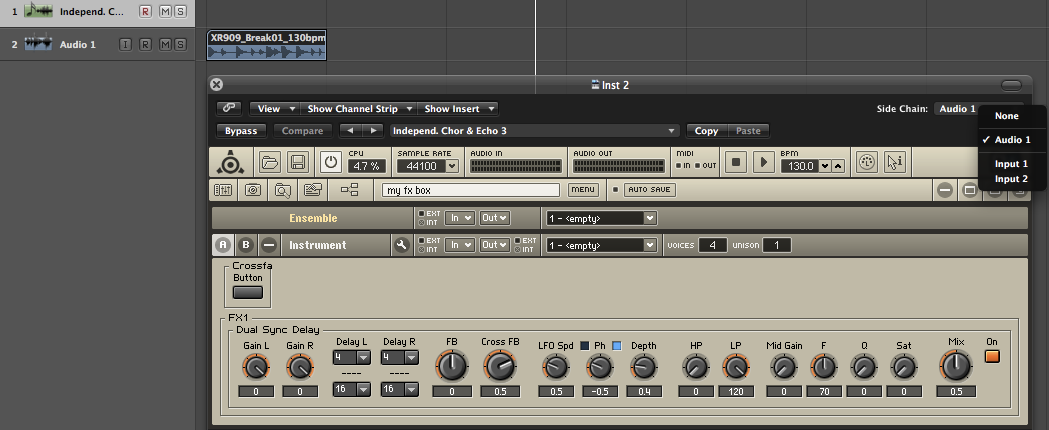 1 Independ. C... R M S
2 Audio 1 I R M S
XR909_Break01_130bpm
Inst 2
View Show Channel Strip Show Insert Side Chain: Audio 1
None
Audio 1
Input 1
Input 2
Bypass Compare Independ. Chor & Echo 3 Copy Paste
CPU SAMPLE RATE AUDIO IN AUDIO OUT MIDI BPM
4.7 % 44100 IN OUT 130.0 i
my fx box MENU AUTO SAVE
Ensemble EXT INT In Out 1 - <empty>
A B Instrument EXT INT In Out EXT INT 1 - <empty> VOICES 4 UNISON 1
Crossfa
Button
FX1
Dual Sync Delay
Gain L Gain R Delay L Delay R FB Cross FB LFO Spd Ph Depth HP LP Mid Gain F Q Sat Mix On
4 4
---- ----
16 16
0 0 0 0.5 0.5 -0.5 0.4 0 120 0 70 0 0 0.5